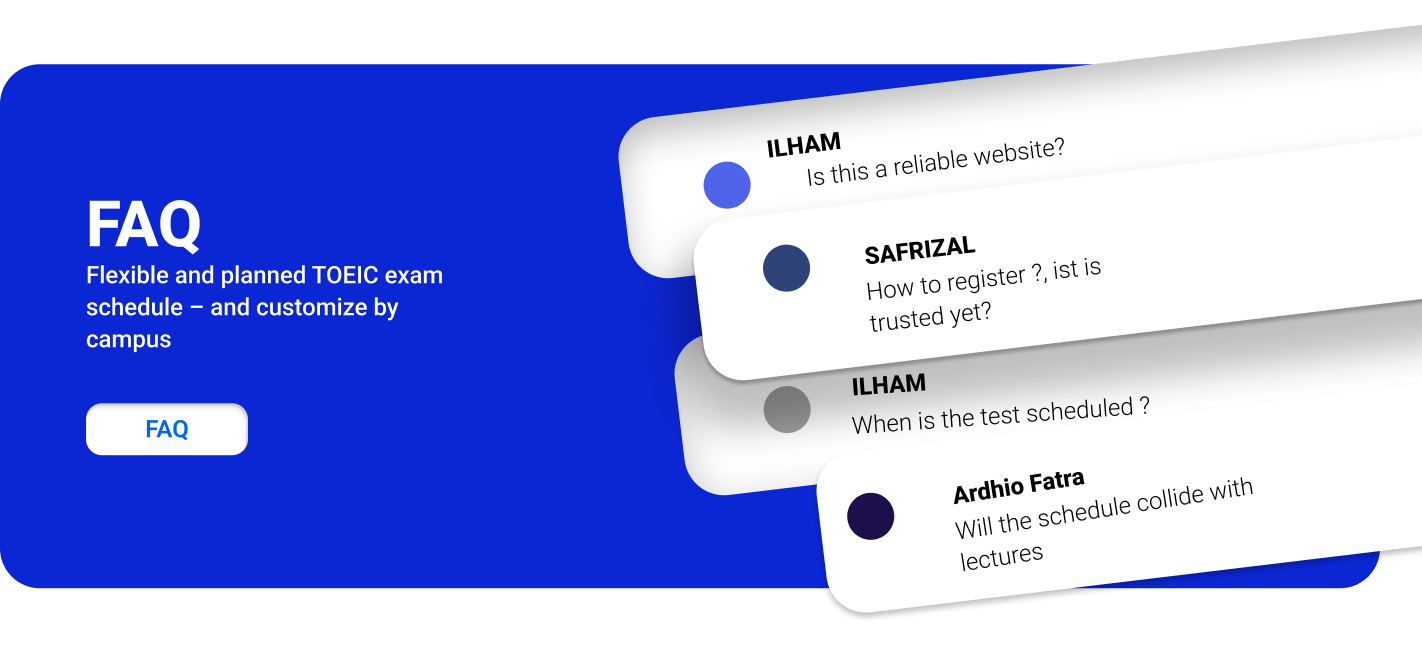 FAQ
Flexible and planned TOEIC exam
schedule – and customize by
campus
FAQ
ILHAM
Is this a reliable website?
SAFRIZAL
How to register ?, ist is
trusted yet?
ILHAM
When is the test scheduled ?
Ardhio Fatra
Will the schedule collide with
lectures